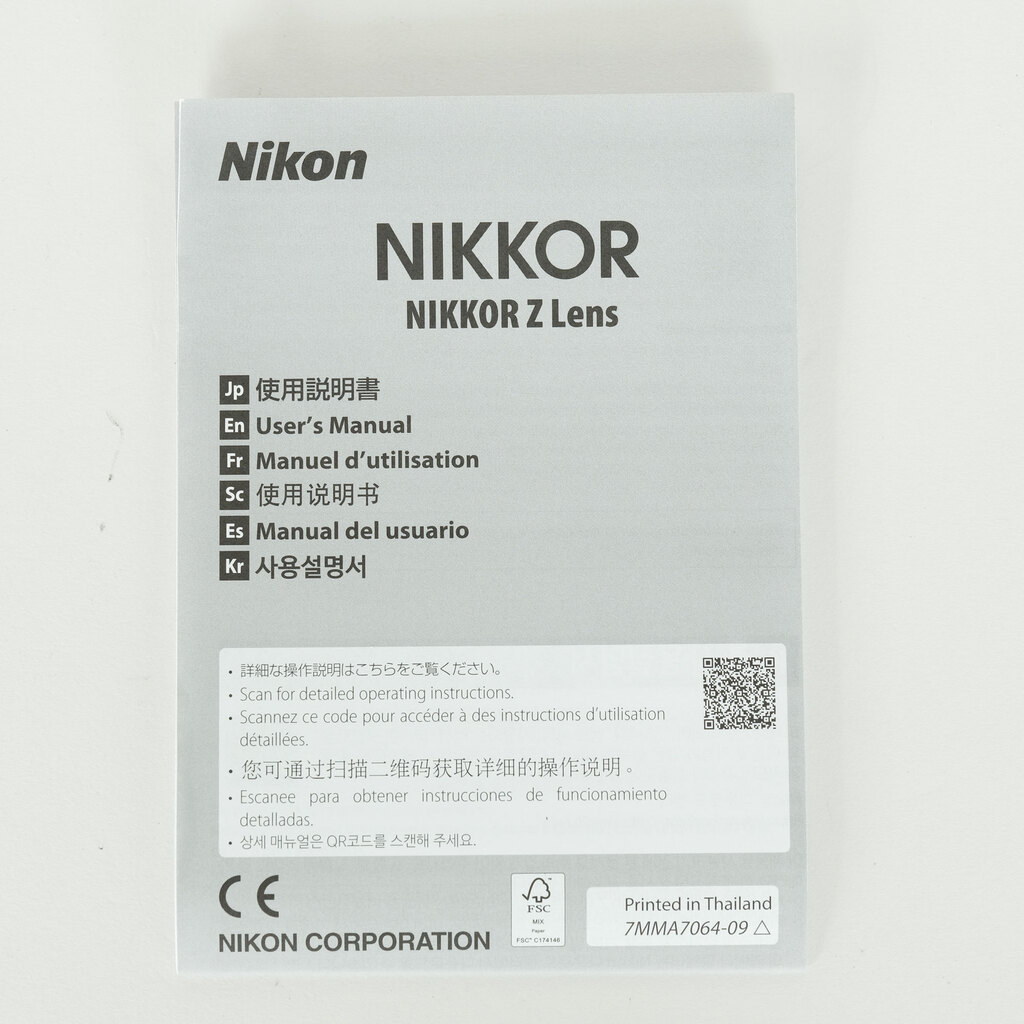 Nikon
NIKKOR
NIKKOR Z Lens
Jp 使用説明書
En User's Manual
Fr Manuel d'utilisation
Sc 使用说明书
Es Manual del usuario
Kr 사용설명서
・詳細な操作説明はこちらをご覧ください。
• Scan for detailed operating instructions.
• Scannez ce code pour accéder à des instructions d'utilisation
détaillées.
• 您可通过扫描二维码获取详细的操作说明。
• Escanee para obtener instrucciones de funcionamiento
detalladas.
• 상세 매뉴얼은 QR코드를 스캔해 주세요.
CE
NIKON CORPORATION
FSC
MIX
Paper
FSC™ C174146
Printed in Thailand
7MMA7064-09 △